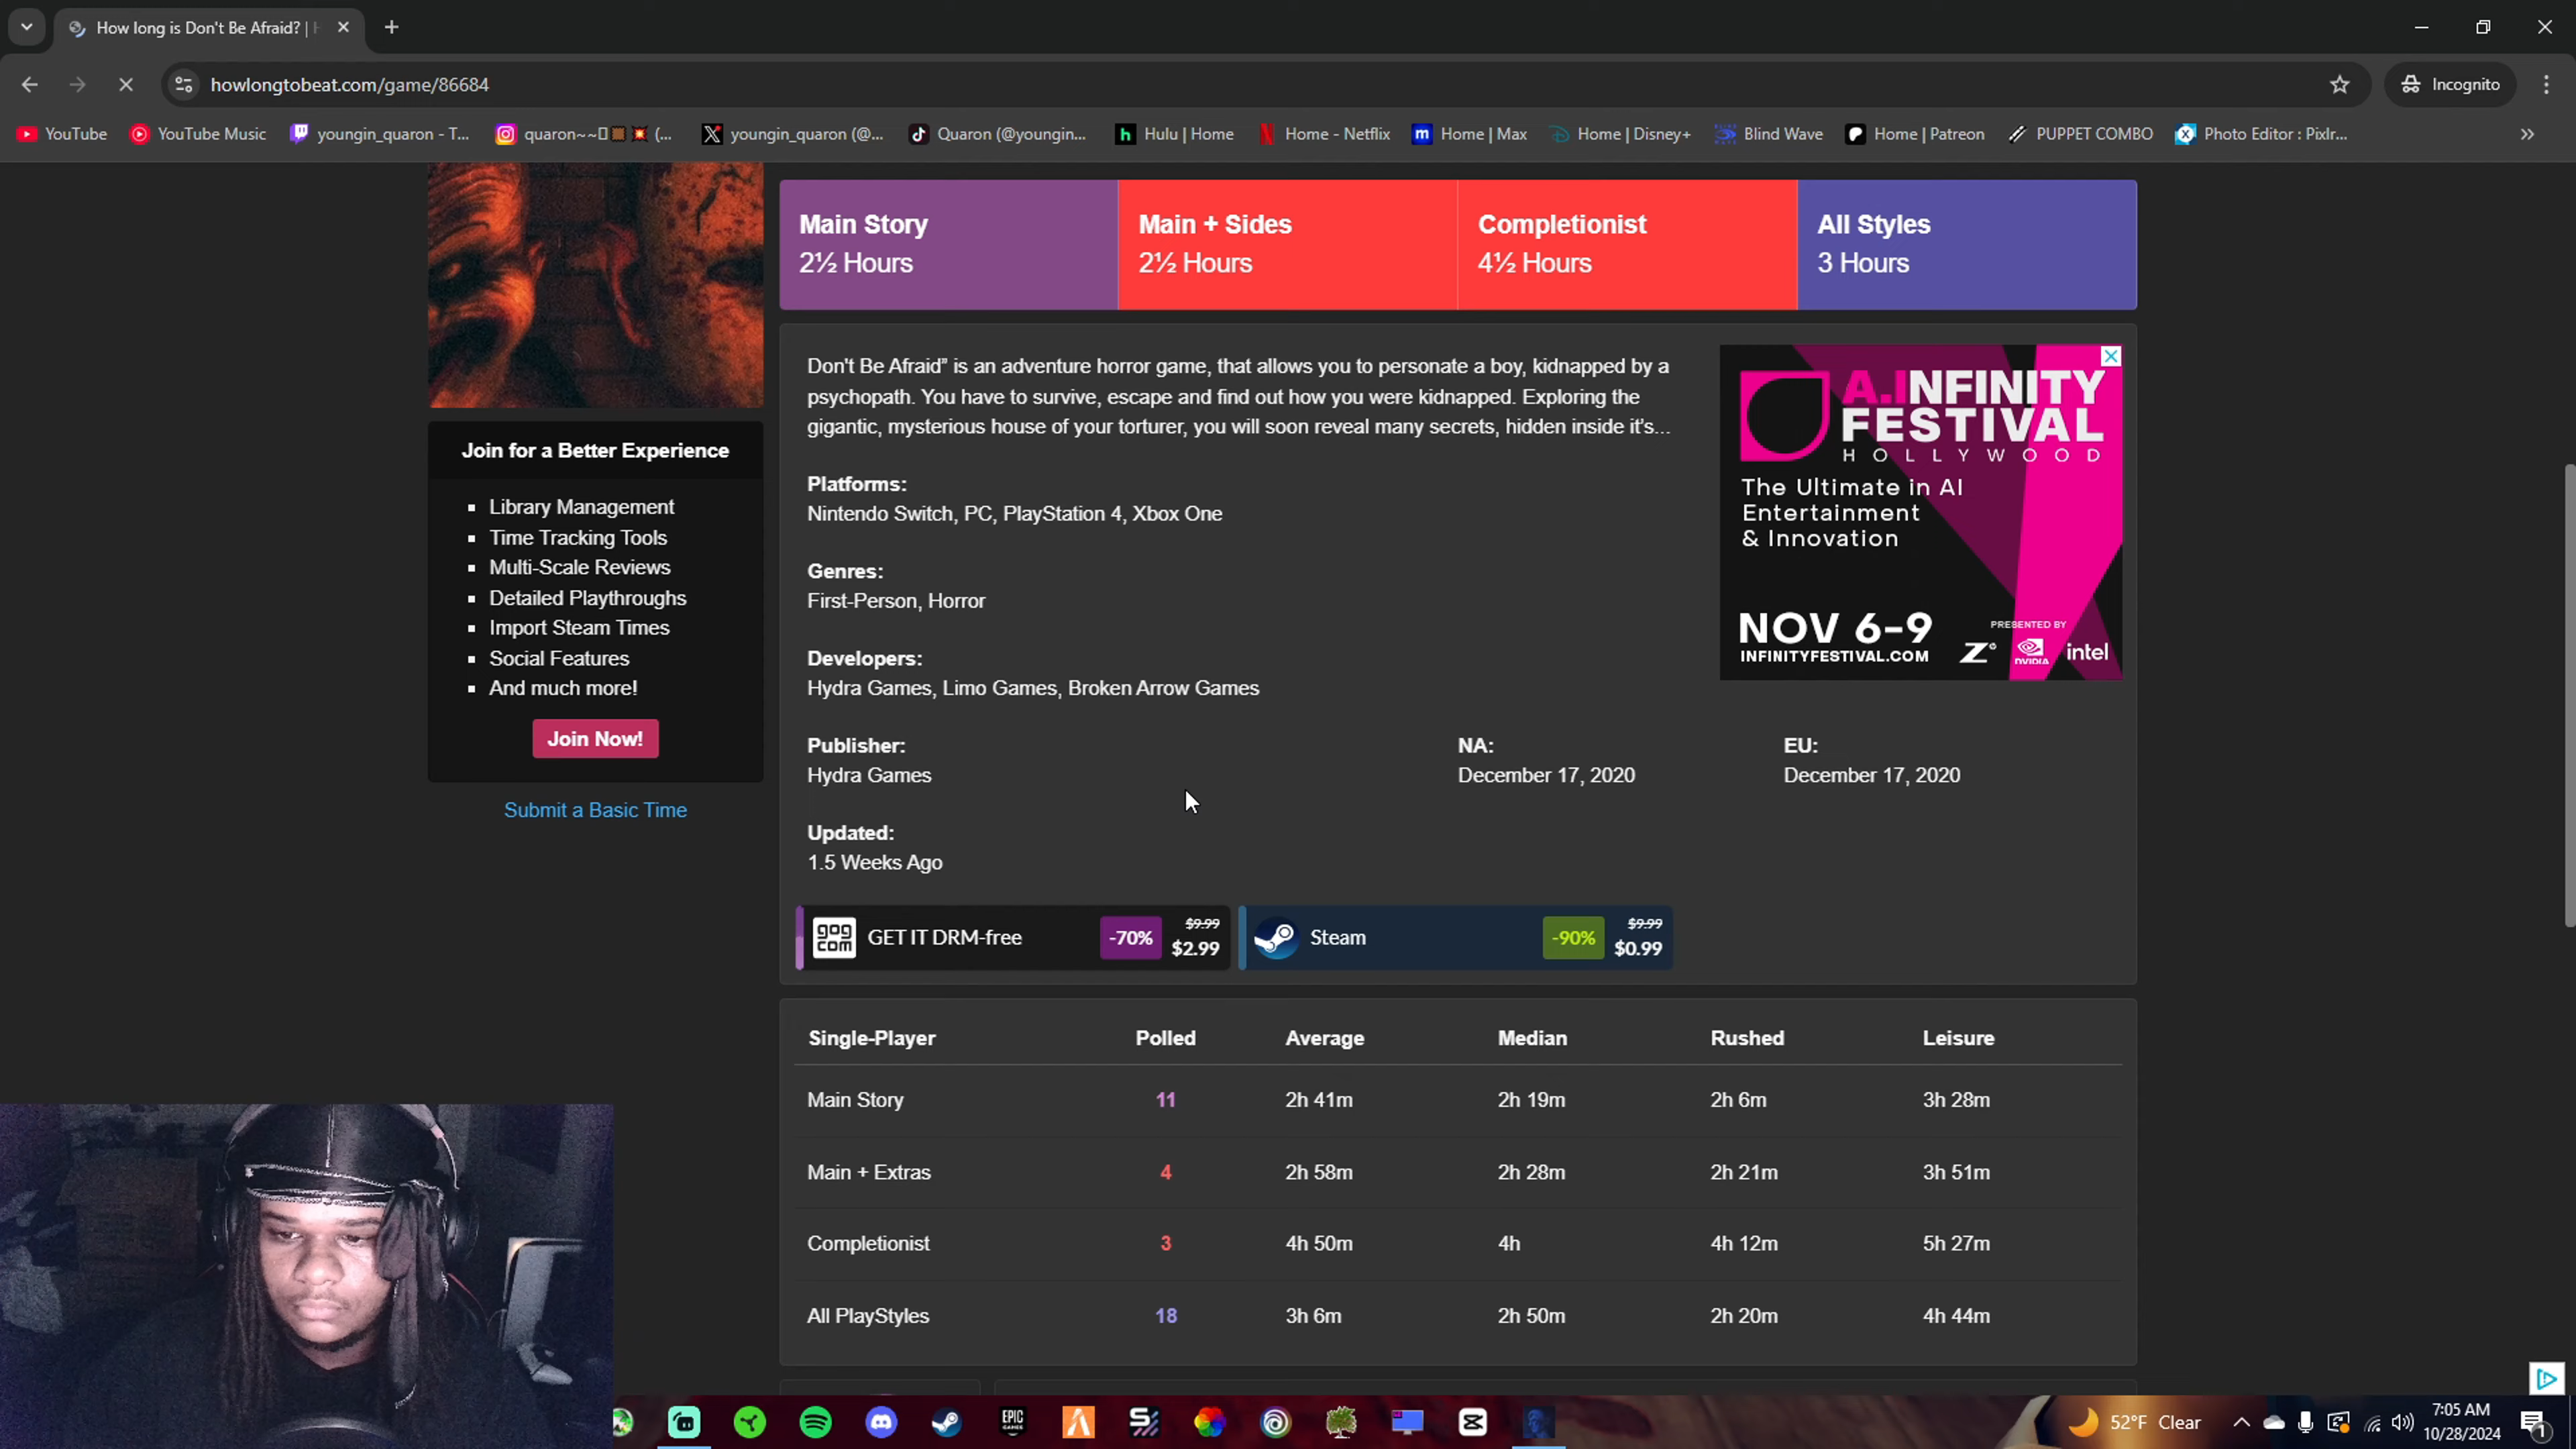 How long is Don't Be Afraid? |
howlongtobeat.com/game/86684
Incognito
YouTube
YouTube Music
youngin_quaron - T...
quaron~~ (...
youngin_quaron (@...
Quaron (@youngin...
Hulu | Home
Home - Netflix
Home | Max
Home | Disney+
Blind Wave
Home | Patreon
PUPPET COMBO
Photo Editor : Pixlr...
Main Story
2½ Hours
Main + Sides
2½ Hours
Completionist
4½ Hours
All Styles
3 Hours
Don't Be Afraid” is an adventure horror game, that allows you to personate a boy, kidnapped by a
psychopath. You have to survive, escape and find out how you were kidnapped. Exploring the
gigantic, mysterious house of your torturer, you will soon reveal many secrets, hidden inside it's...
Platforms:
Nintendo Switch, PC, PlayStation 4, Xbox One
Genres:
First-Person, Horror
Developers:
Hydra Games, Limo Games, Broken Arrow Games
Publisher:
Hydra Games
NA:
December 17, 2020
EU:
December 17, 2020
Updated:
1.5 Weeks Ago
A.INFINITY
FESTIVAL
HOLLYWOOD
The Ultimate in AI
Entertainment
& Innovation
NOV 6–9
INFINITYFESTIVAL.COM
PRESENTED BY
Z
NVIDIA
intel
Join for a Better Experience
Library Management
Time Tracking Tools
Multi-Scale Reviews
Detailed Playthroughs
Import Steam Times
Social Features
And much more!
Join Now!
Submit a Basic Time
gog
com
GET IT DRM-free
-70%
$9.99
$2.99
Steam
-90%
$9.99
$0.99
Single-Player Polled Average Median Rushed Leisure
Main Story 11 2h 41m 2h 19m 2h 6m 3h 28m
Main + Extras 4 2h 58m 2h 28m 2h 21m 3h 51m
Completionist 3 4h 50m 4h 4h 12m 5h 27m
All PlayStyles 18 3h 6m 2h 50m 2h 20m 4h 44m
EPIC
GAMES
52°F Clear
7:05 AM
10/28/2024
1